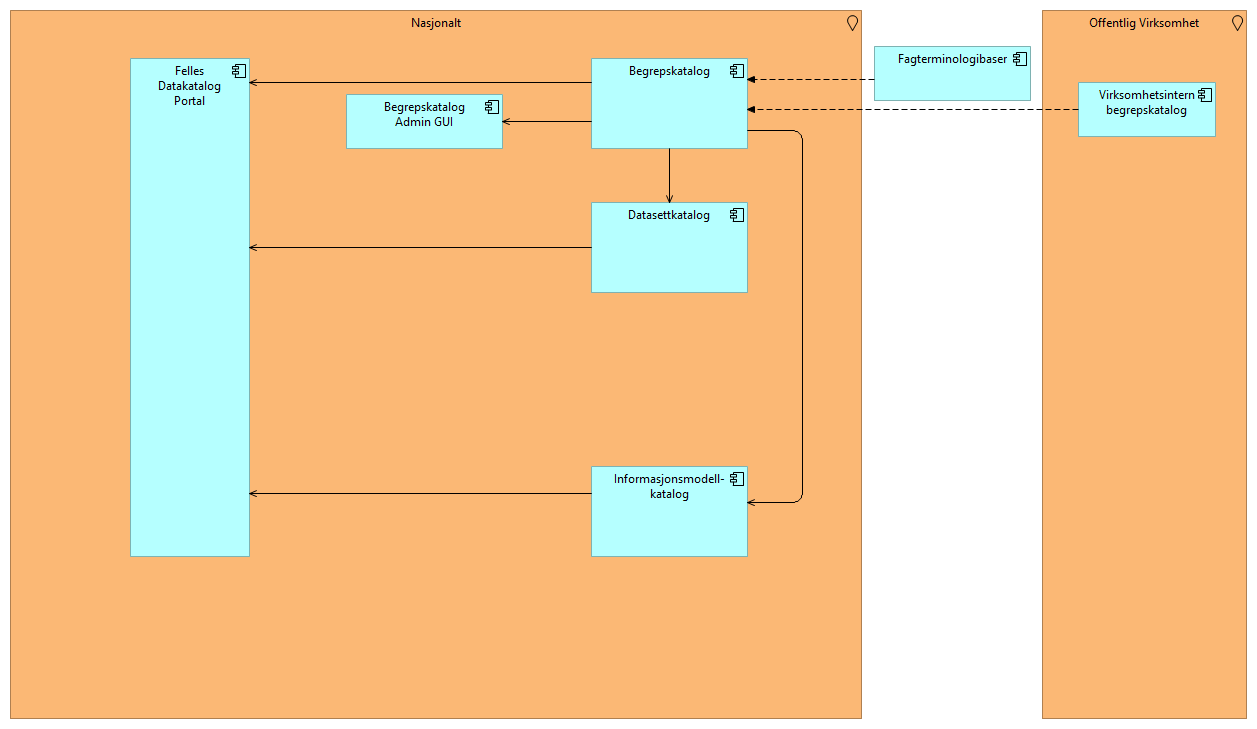 Nasjonalt
Offentlig Virksomhet
Felles
Datakatalog
Portal
Begrepskatalog
Admin GUI
Begrepskatalog
Fagterminologibaser
Virksomhetsintern
begrepskatalog
Datasettkatalog
Informasjonsmodell-
katalog